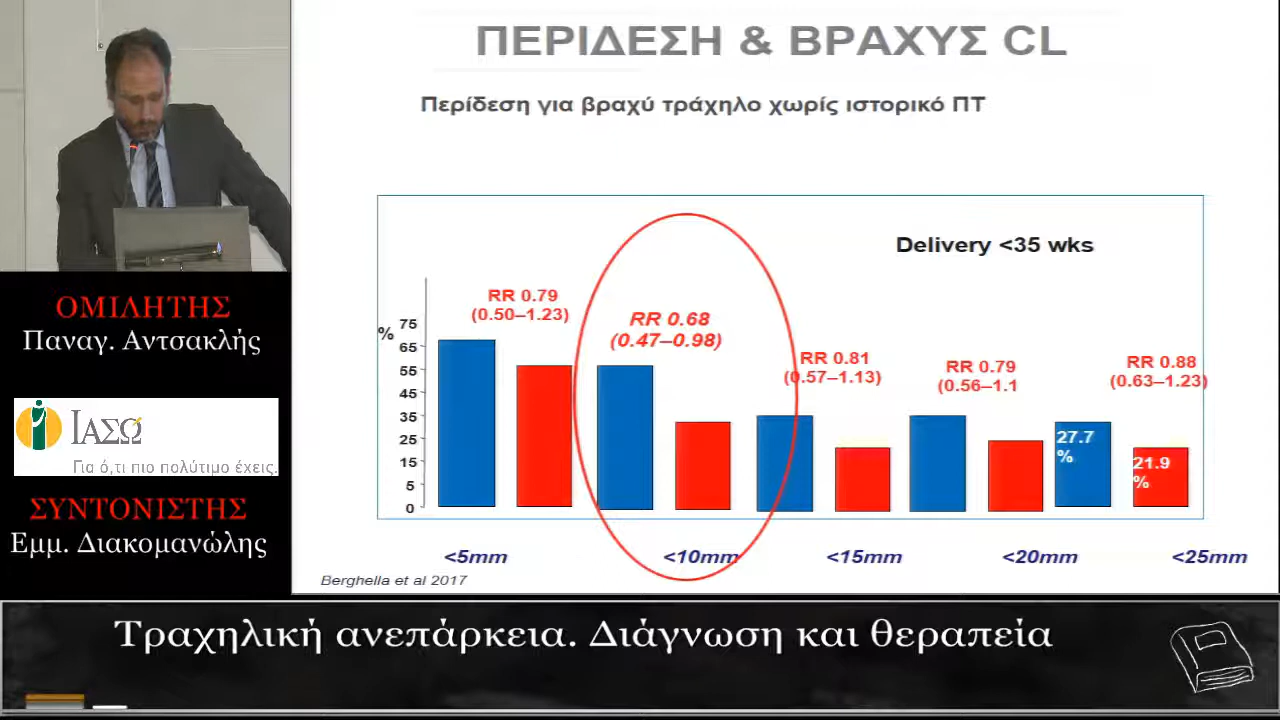 ΠΕΡΙΔΕΣΗ & ΒΡΑΧΥΣ CL
Περίδεση για βραχύ τράχηλο χωρίς ιστορικό ΠΤ
Delivery <35 wks
RR 0.79
(0.50–1.23)
RR 0.68
(0.47–0.98)
RR 0.81
(0.57–1.13)
RR 0.79
(0.56–1.1
RR 0.88
(0.63–1.23)
%
75
65
55
45
35
25
15
5
0
27.7
%
21.9
%
<5mm
<10mm
<15mm
<20mm
<25mm
Berghella et al 2017
ΟΜΙΛΗΤΗΣ
Παναγ. Αντσακλής
ΙΑΣΩ
Για ό,τι πιο πολύτιμο έχεις.
ΣΥΝΤΟΝΙΣΤΗΣ
Εμμ. Διακομανώλης
Τραχηλική ανεπάρκεια. Διάγνωση και θεραπεία